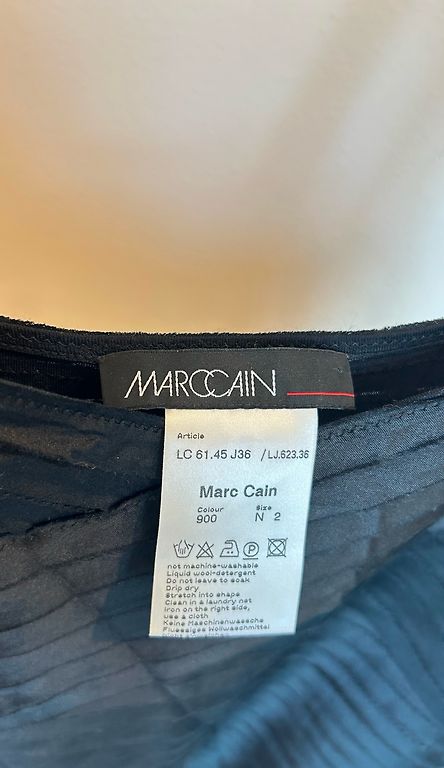 MARCCAIN
Article
LC 61.45 J36 /LJ.623.36
Marc Cain
Colour Size
900 N 2
P
not machine-washable
Liquid wool-detergent
Do not leave to soak
Drip dry
Stretch into shape
Clean in a laundry net
Iron on the right side,
use a cloth
Keine Maschinenwaesche
Fluessiges Wollwaschmittel